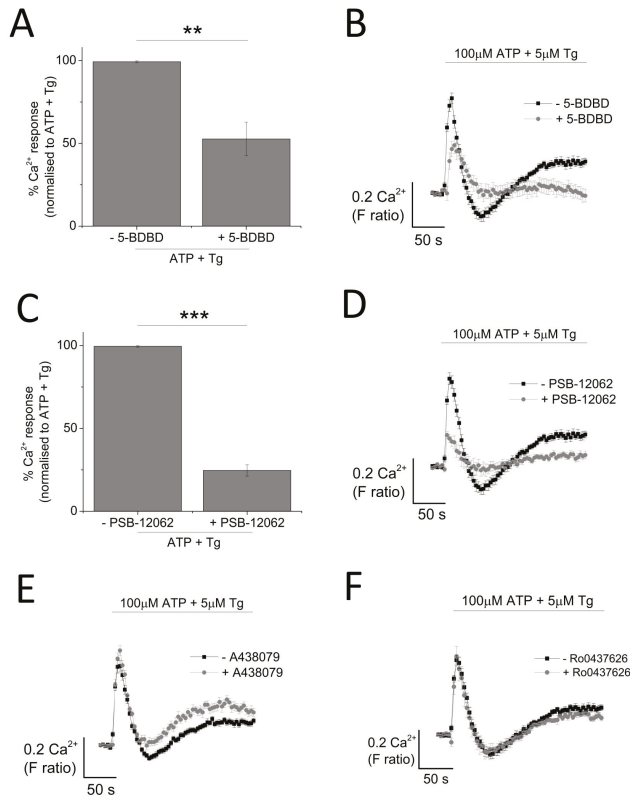 A
**
% Ca²⁺ response
(normalised to ATP + Tg)
100
50
0
- 5-BDBD
+ 5-BDBD
ATP + Tg
B
100µM ATP + 5µM Tg
- 5-BDBD
+ 5-BDBD
0.2 Ca²⁺
(F ratio)
50 s
C
***
% Ca²⁺ response
(normalised to ATP + Tg)
100
50
0
- PSB-12062
+ PSB-12062
ATP + Tg
D
100µM ATP + 5µM Tg
- PSB-12062
+ PSB-12062
0.2 Ca²⁺
(F ratio)
50 s
E
100µM ATP + 5µM Tg
- A438079
+ A438079
0.2 Ca²⁺
(F ratio)
50 s
F
100µM ATP + 5µM Tg
- Ro0437626
+ Ro0437626
0.2 Ca²⁺
(F ratio)
50 s